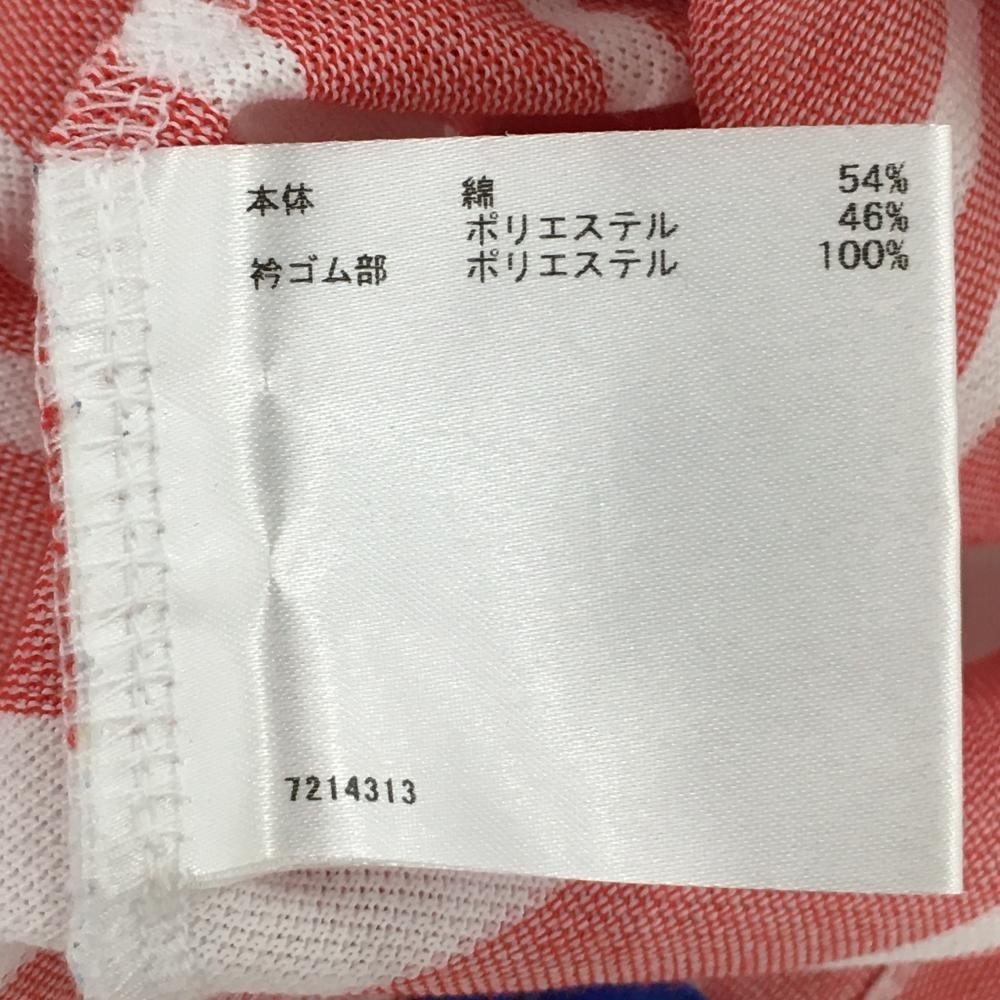 本体 綿 54%
ポリエステル 46%
衿ゴム部 ポリエステル 100%
7214313